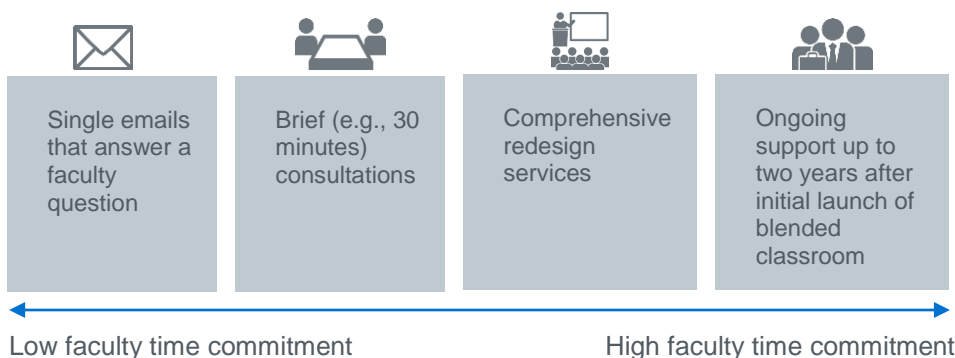 Single emails
that answer a
faculty
question
Brief (e.g., 30
minutes)
consultations
Comprehensive
redesign
services
Ongoing
support up to
two years after
initial launch of
blended
classroom
Low faculty time commitment
High faculty time commitment